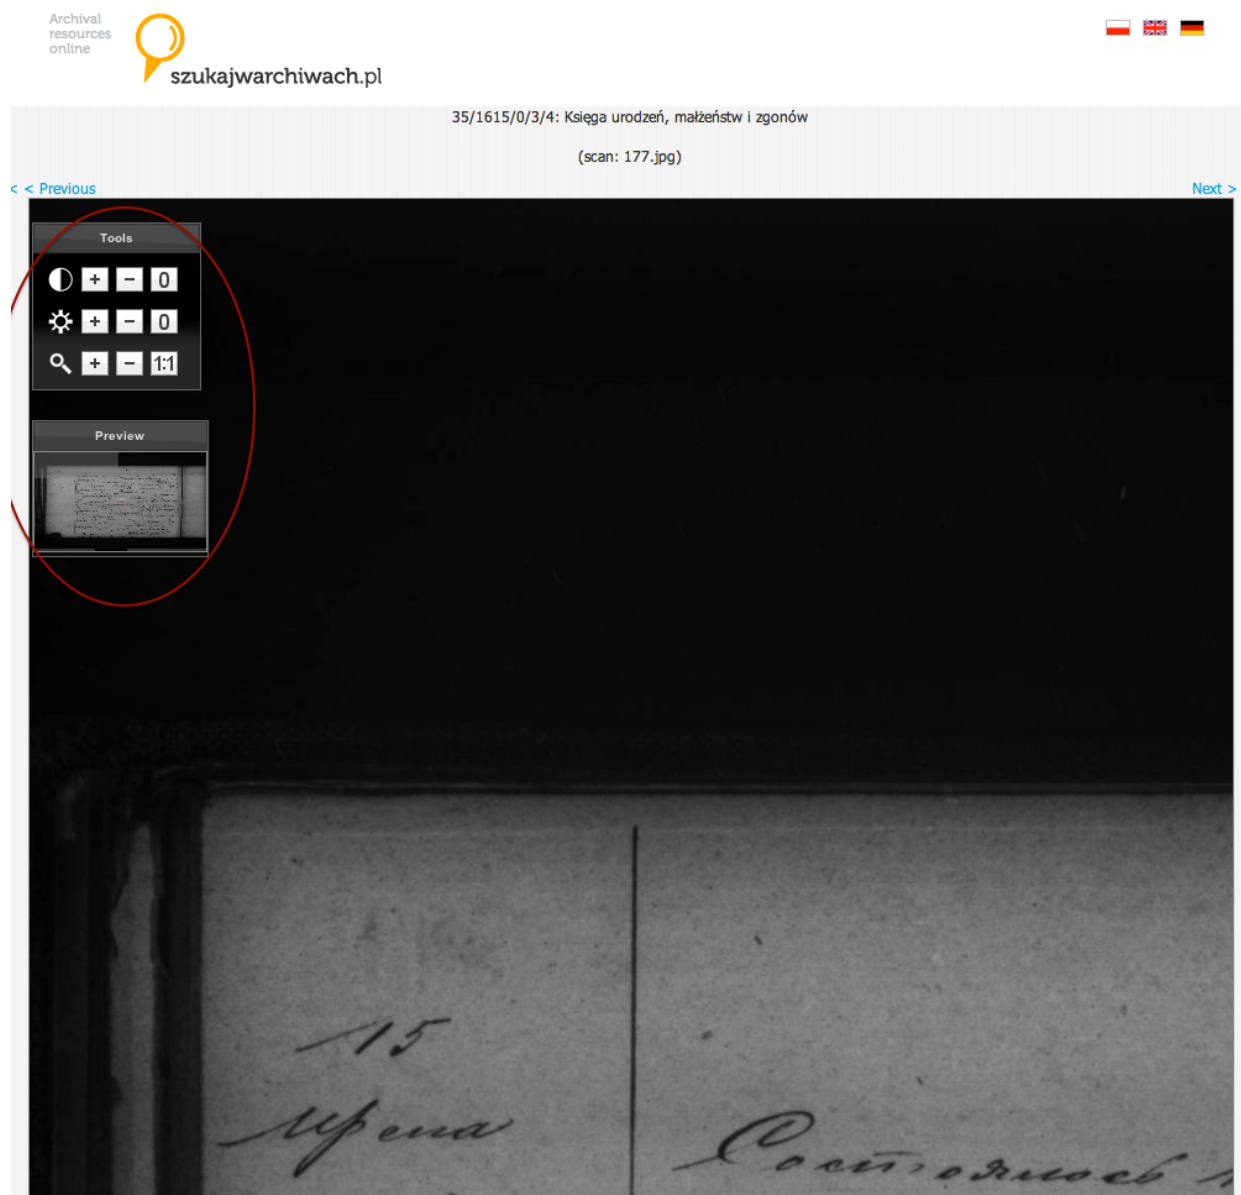 Archival
resources
online
szukajwarchiwach.pl
35/1615/0/3/4: Księga urodzeń, małżeństw i zgonów
(scan: 177.jpg)
< < Previous
Next >
Tools
+ − 0
+ − 0
+ − 1:1
Preview
15
Ирена
Состоялось